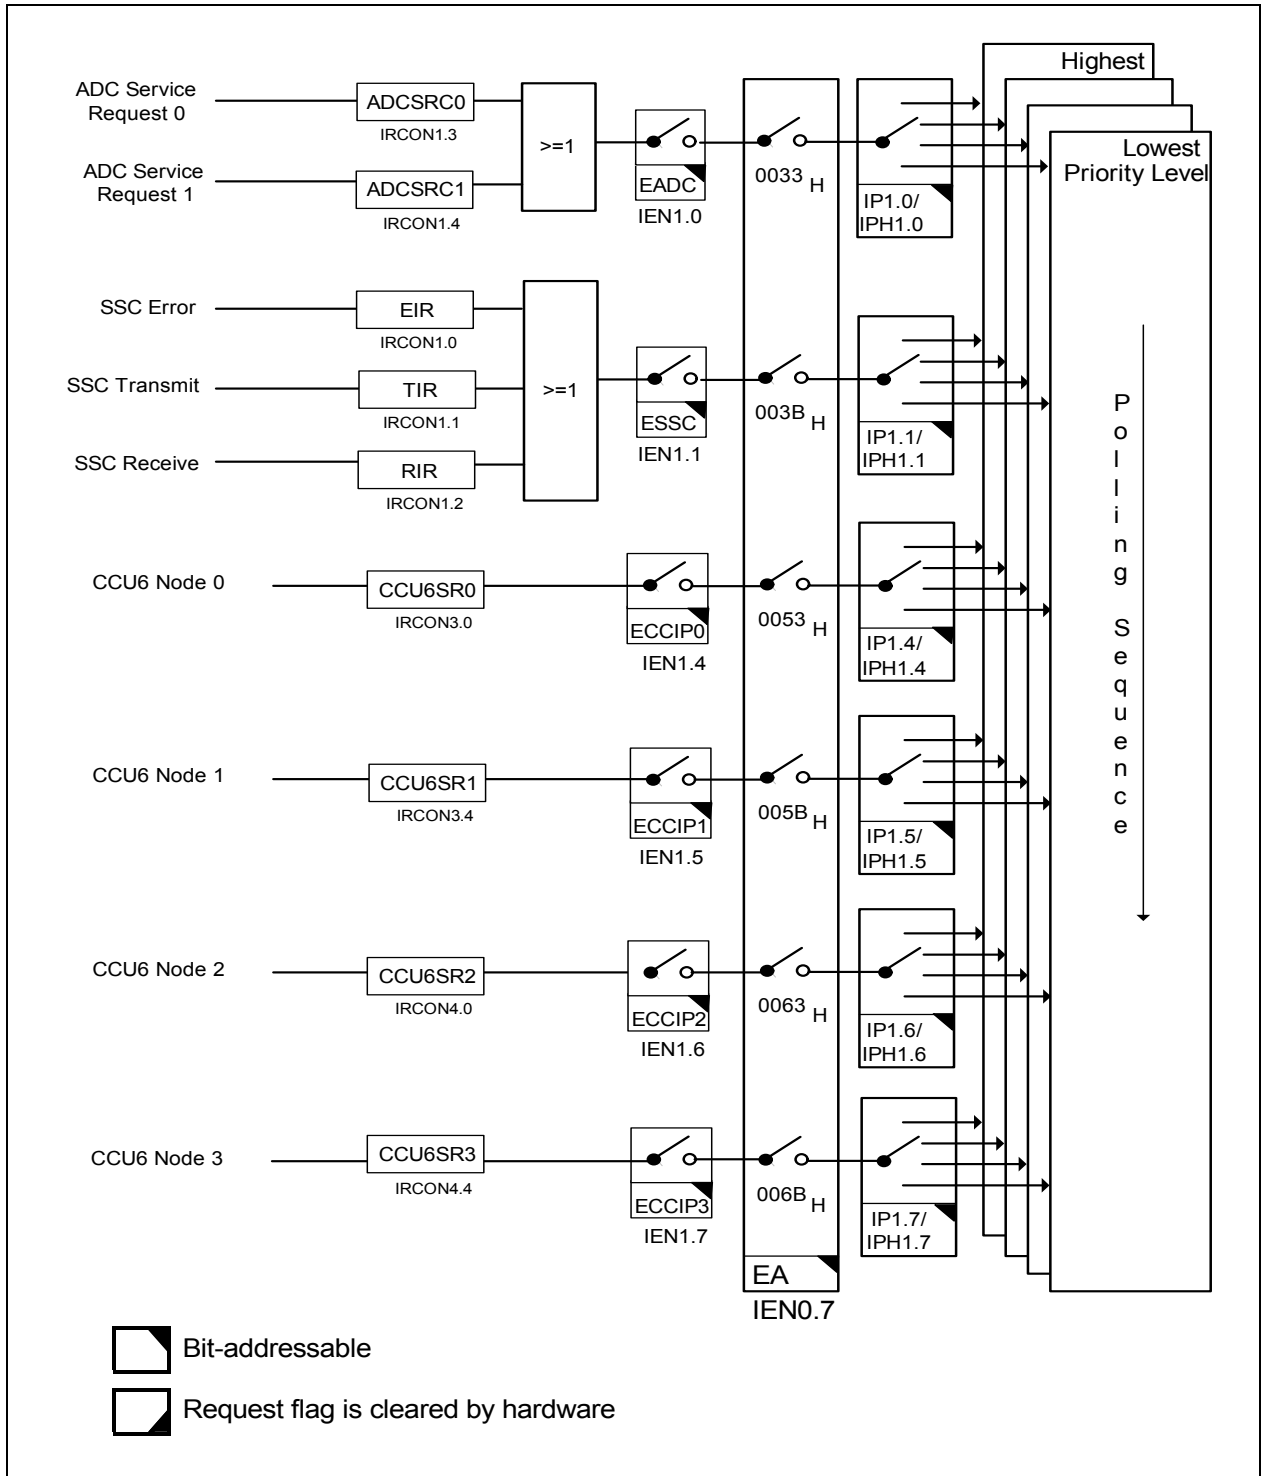 Highest
Lowest
Priority Level
ADC Service
Request 0
ADCSRC0
IRCON1.3
ADC Service
Request 1
ADCSRC1
IRCON1.4
>=1
EADC
IEN1.0
0033 H
IP1.0/
IPH1.0
SSC Error
EIR
IRCON1.0
SSC Transmit
TIR
IRCON1.1
SSC Receive
RIR
IRCON1.2
>=1
ESSC
IEN1.1
003B H
IP1.1/
IPH1.1
Polling Sequence
CCU6 Node 0
CCU6SR0
IRCON3.0
ECCIP0
IEN1.4
0053 H
IP1.4/
IPH1.4
CCU6 Node 1
CCU6SR1
IRCON3.4
ECCIP1
IEN1.5
005B H
IP1.5/
IPH1.5
CCU6 Node 2
CCU6SR2
IRCON4.0
ECCIP2
IEN1.6
0063 H
IP1.6/
IPH1.6
CCU6 Node 3
CCU6SR3
IRCON4.4
ECCIP3
IEN1.7
006B H
IP1.7/
IPH1.7
EA
IEN0.7
Bit-addressable
Request flag is cleared by hardware